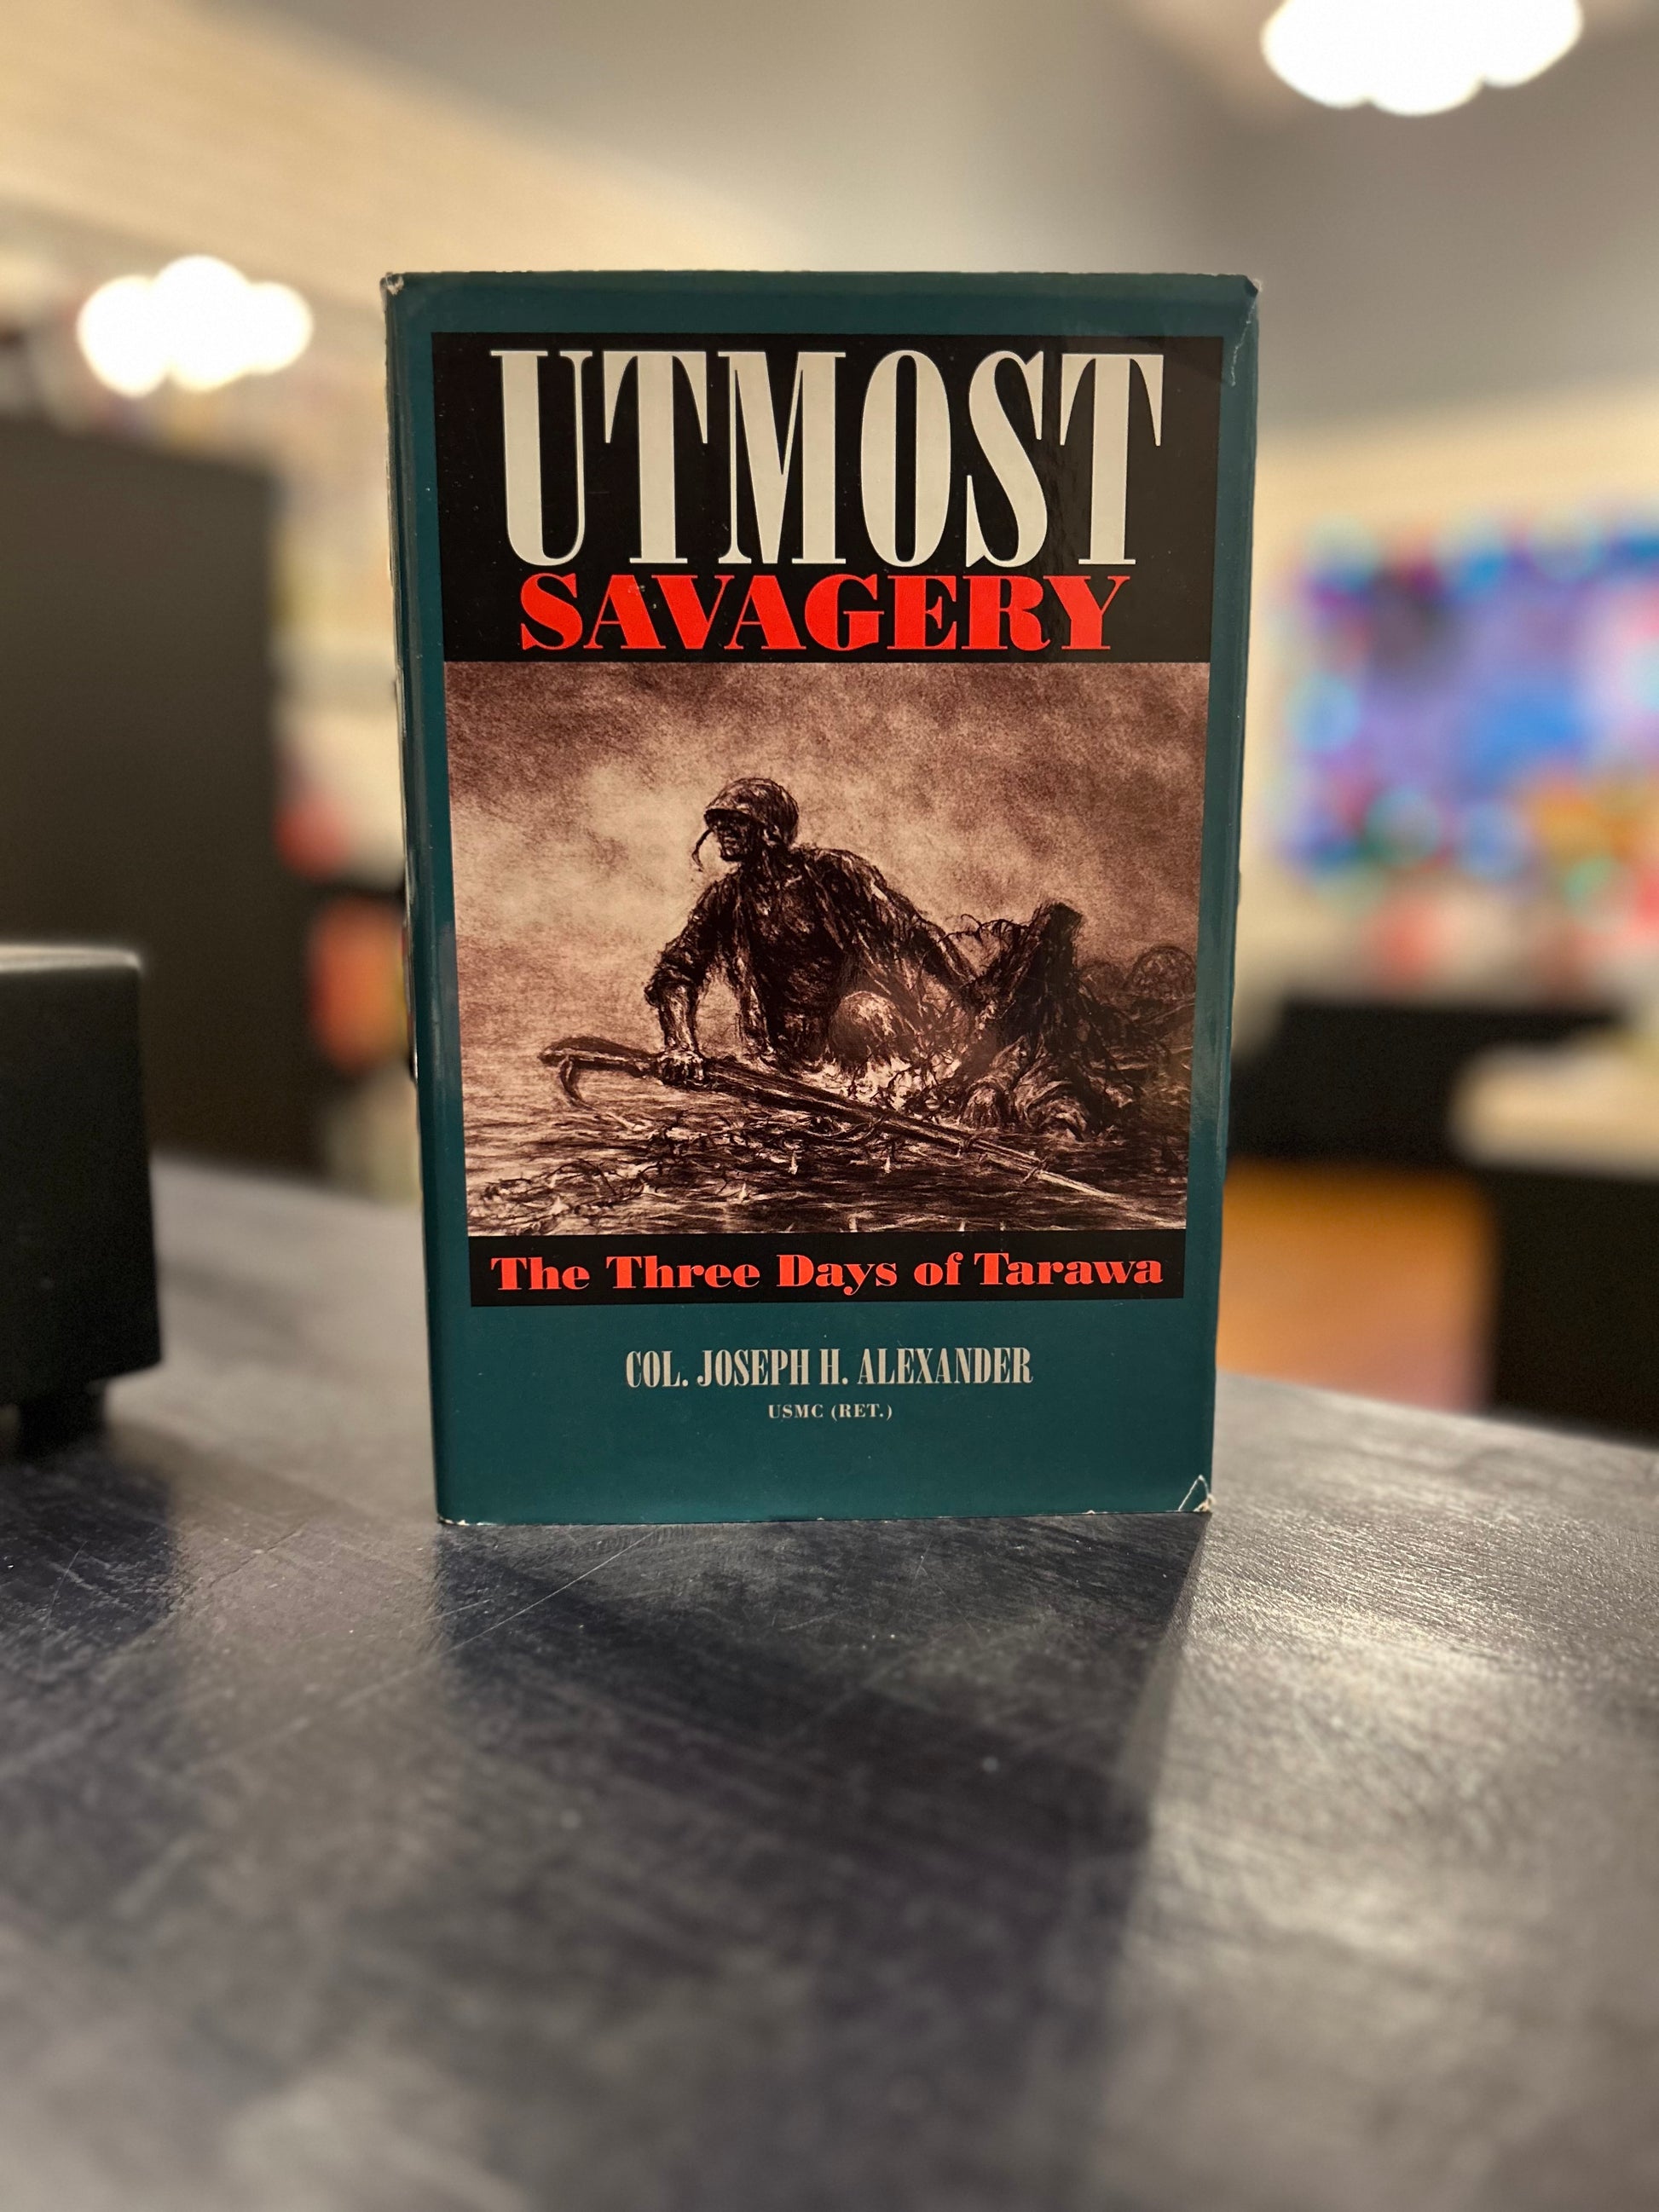 UTMOST
SAVAGERY
The Three Days of Tarawa
COL. JOSEPH H. ALEXANDER
USMC (RET.)